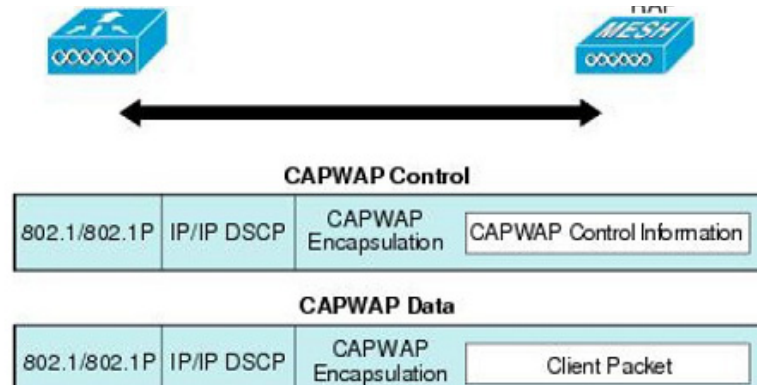 RAP
MESH
CAPWAP Control
802.1/802.1P
IP/IP DSCP
CAPWAP
Encapsulation
CAPWAP Control Information
CAPWAP Data
802.1/802.1P
IP/IP DSCP
CAPWAP
Encapsulation
Client Packet